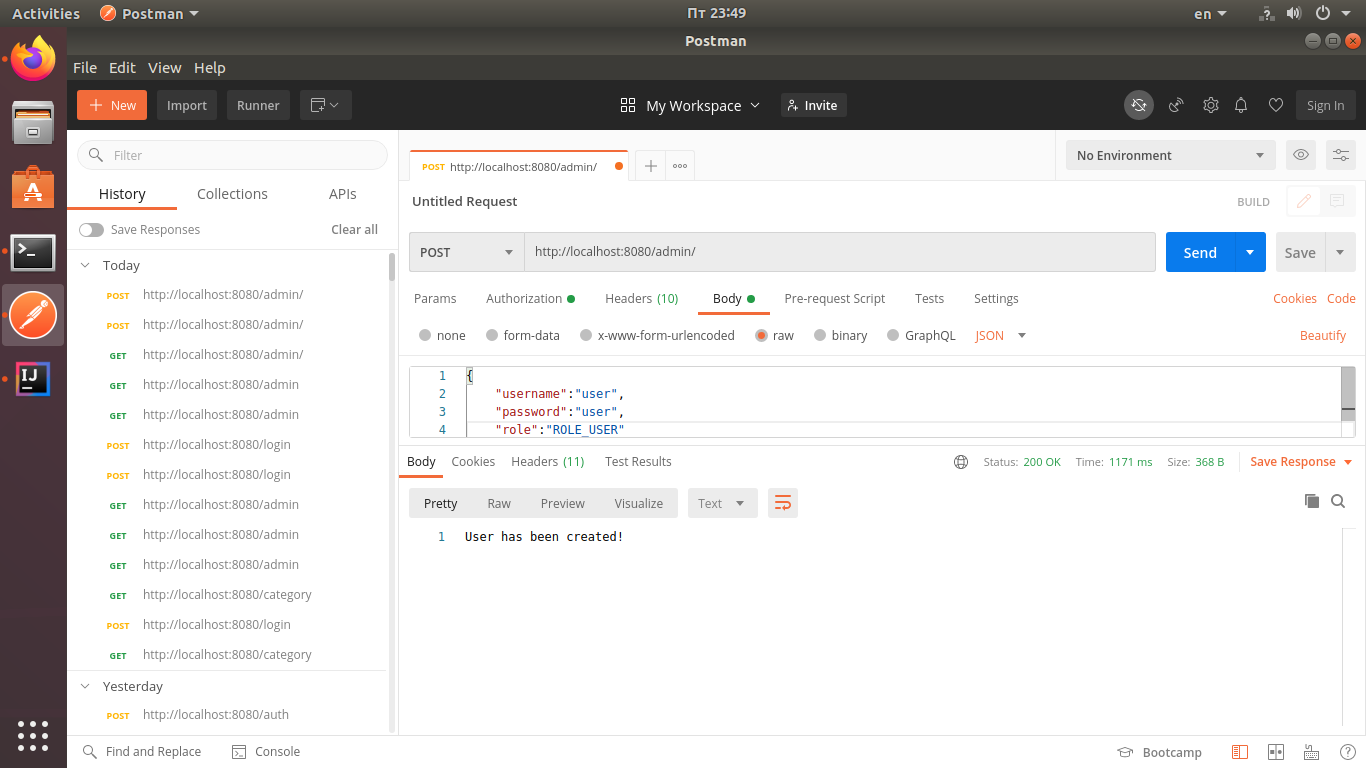 Activities Postman Пт 23:49 en
Postman
File Edit View Help
New Import Runner My Workspace Invite Sign In
Filter
History Collections APIs
Save Responses Clear all
Today
POST http://localhost:8080/admin/
POST http://localhost:8080/admin/
GET http://localhost:8080/admin/
GET http://localhost:8080/admin
GET http://localhost:8080/admin
POST http://localhost:8080/login
POST http://localhost:8080/login
GET http://localhost:8080/admin
GET http://localhost:8080/admin
GET http://localhost:8080/admin
GET http://localhost:8080/category
POST http://localhost:8080/login
GET http://localhost:8080/category
Yesterday
POST http://localhost:8080/auth
POST http://localhost:8080/admin/
No Environment
Untitled Request BUILD
POST http://localhost:8080/admin/ Send Save
Params Authorization Headers (10) Body Pre-request Script Tests Settings Cookies Code
none form-data x-www-form-urlencoded raw binary GraphQL JSON Beautify
1 {
2 "username":"user",
3 "password":"user",
4 "role":"ROLE_USER"
Body Cookies Headers (11) Test Results Status: 200 OK Time: 1171 ms Size: 368 B Save Response
Pretty Raw Preview Visualize Text
1 User has been created!
Find and Replace Console Bootcamp
IJ